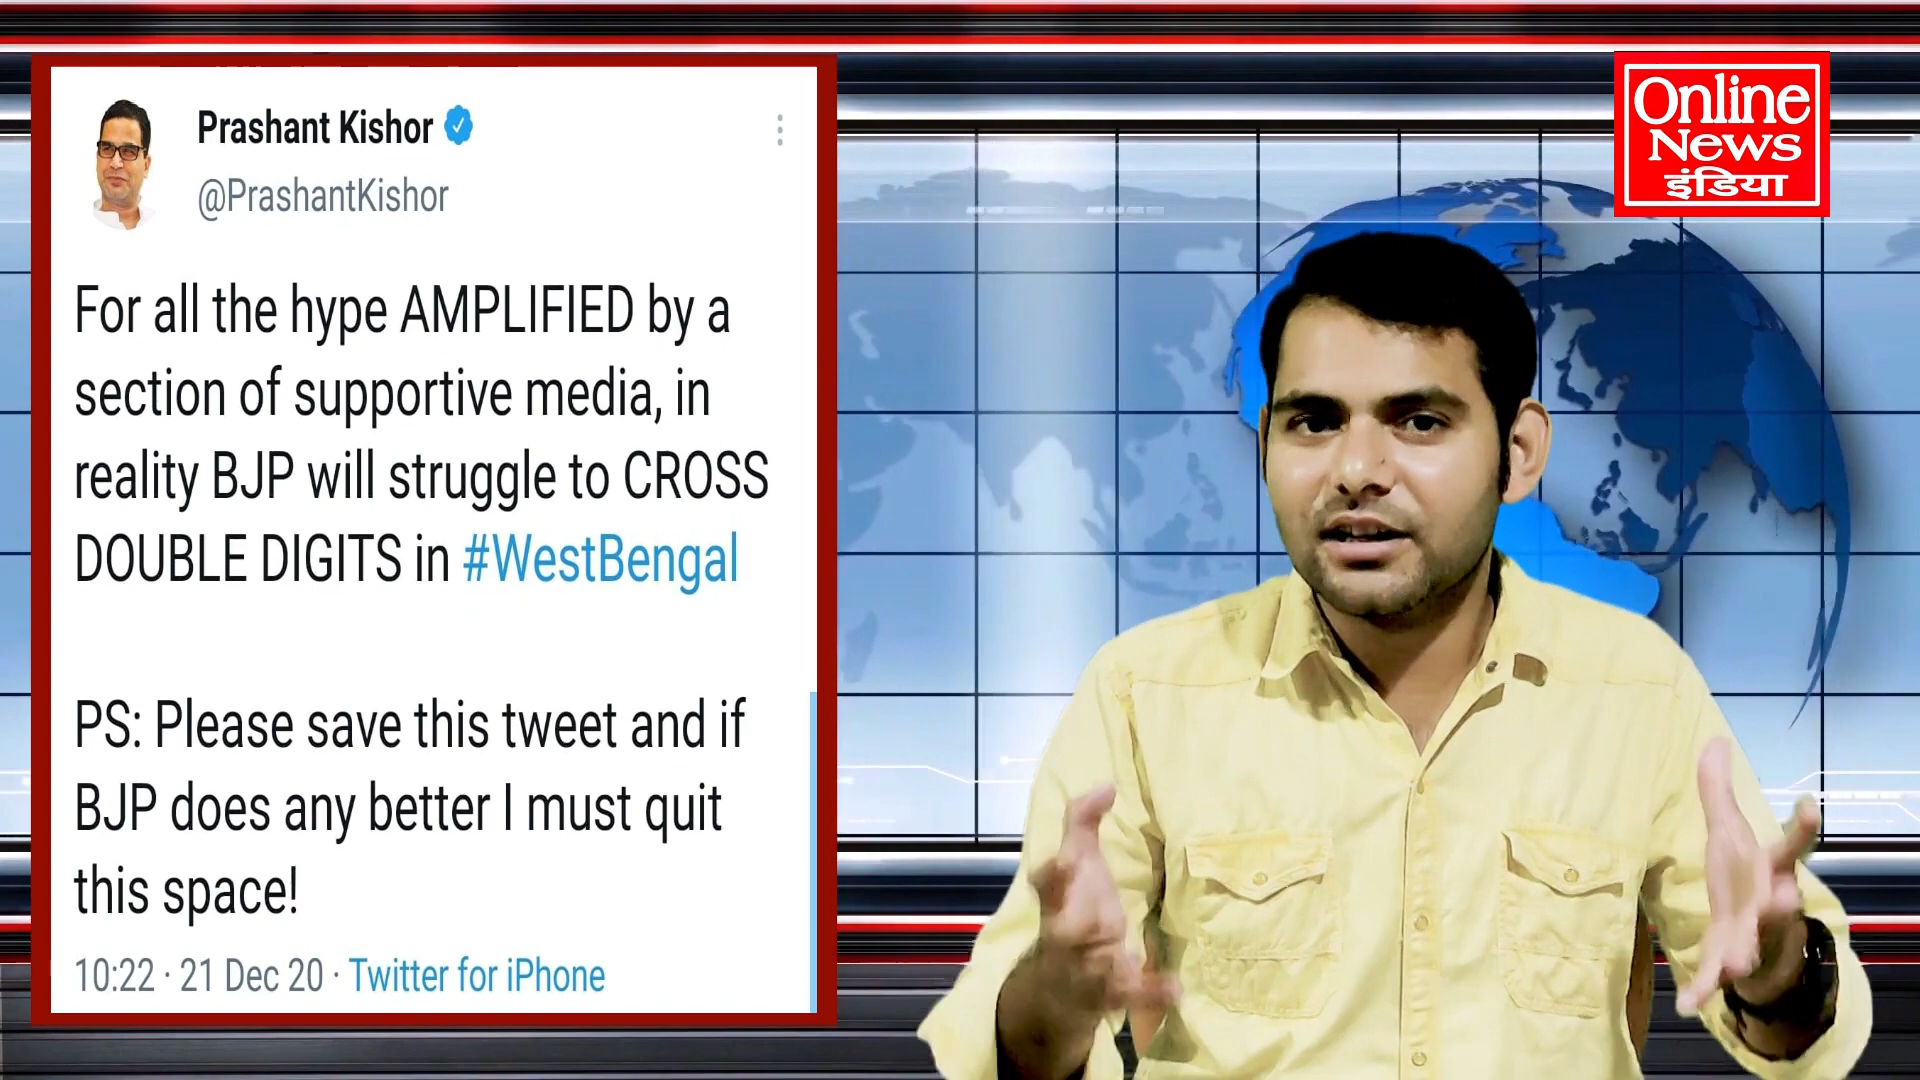 Prashant Kishor
@PrashantKishor
For all the hype AMPLIFIED by a
section of supportive media, in
reality BJP will struggle to CROSS
DOUBLE DIGITS in #WestBengal
PS: Please save this tweet and if
BJP does any better I must quit
this space!
10:22 · 21 Dec 20 · Twitter for iPhone
Online
News
इंडिया